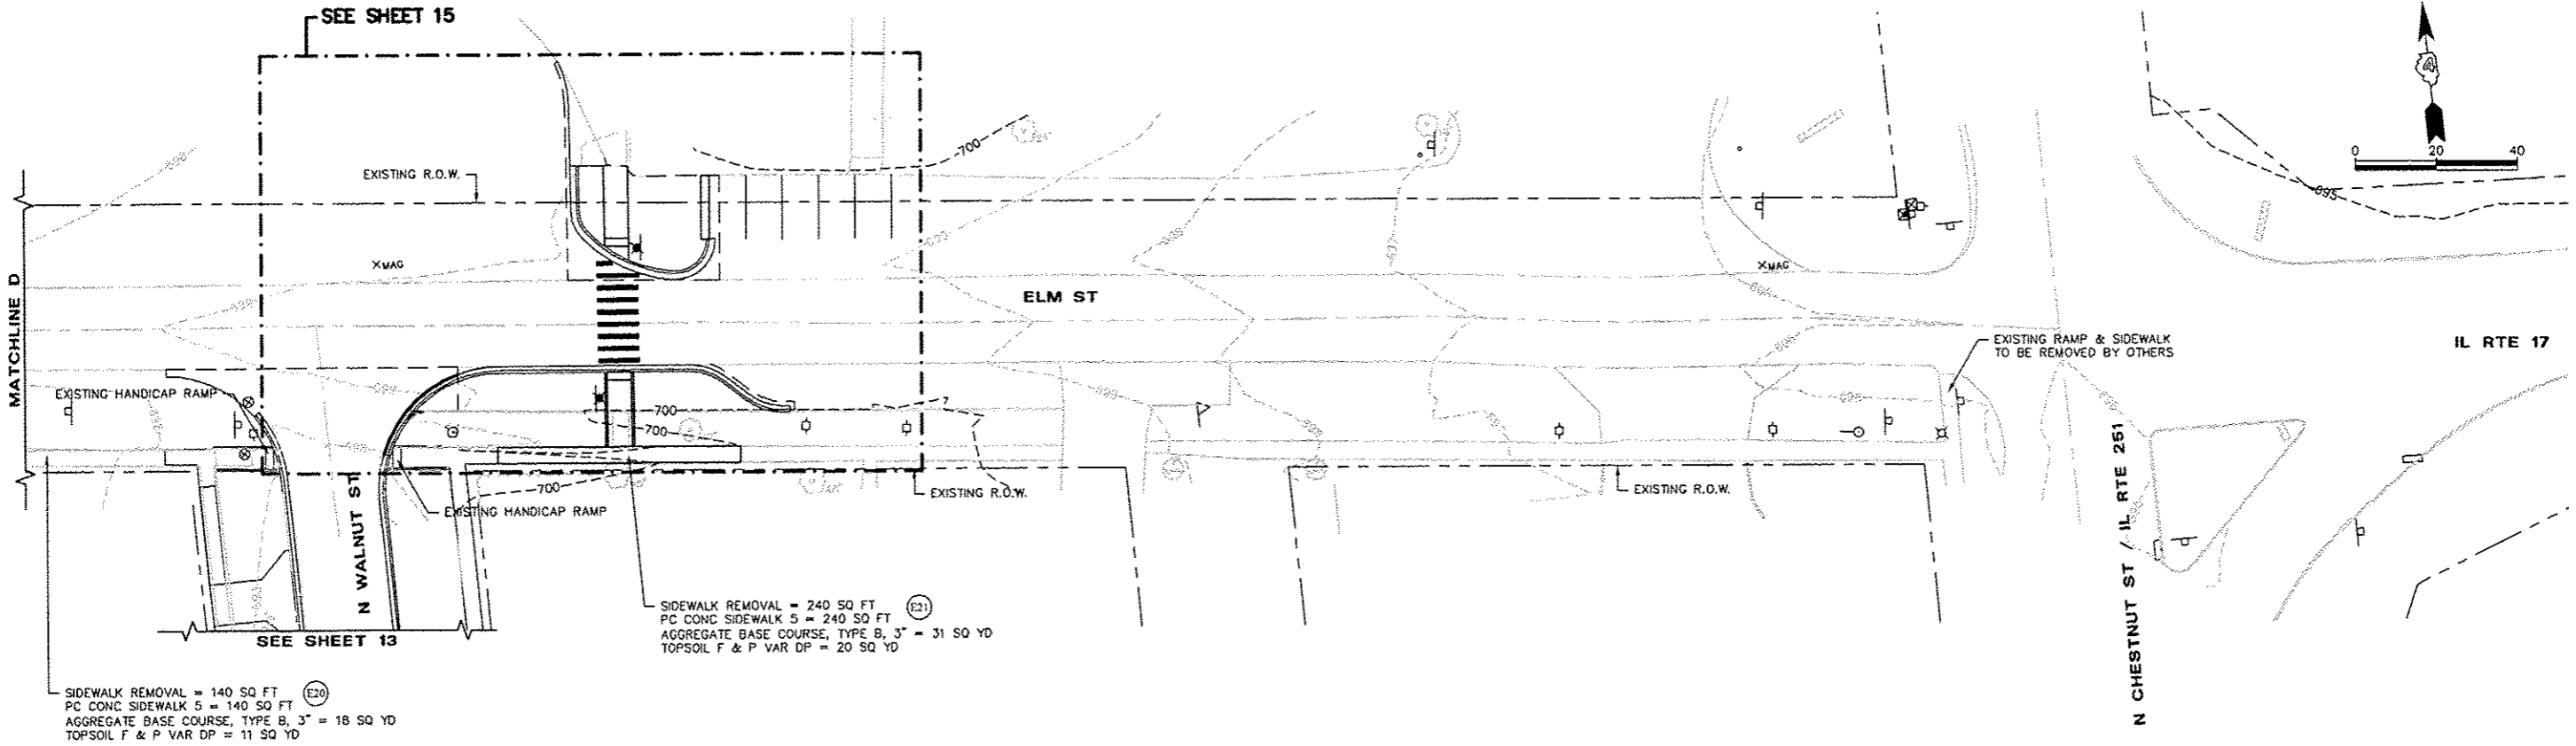 SEE SHEET 15
EXISTING R.O.W.
700
690
0 20 40
695
XMAG
XMAG
MATCHLINE D
ELM ST
IL RTE 17
EXISTING RAMP & SIDEWALK
TO BE REMOVED BY OTHERS
EXISTING HANDICAP RAMP
700
700
700
EXISTING HANDICAP RAMP
EXISTING R.O.W.
EXISTING R.O.W.
N WALNUT ST
N CHESTNUT ST / IL RTE 251
SEE SHEET 13
SIDEWALK REMOVAL = 240 SQ FT E21
PC CONC SIDEWALK 5 = 240 SQ FT
AGGREGATE BASE COURSE, TYPE B, 3" = 31 SQ YD
TOPSOIL F & P VAR DP = 20 SQ YD
SIDEWALK REMOVAL = 140 SQ FT E20
PC CONC SIDEWALK 5 = 140 SQ FT
AGGREGATE BASE COURSE, TYPE B, 3" = 18 SQ YD
TOPSOIL F & P VAR DP = 11 SQ YD